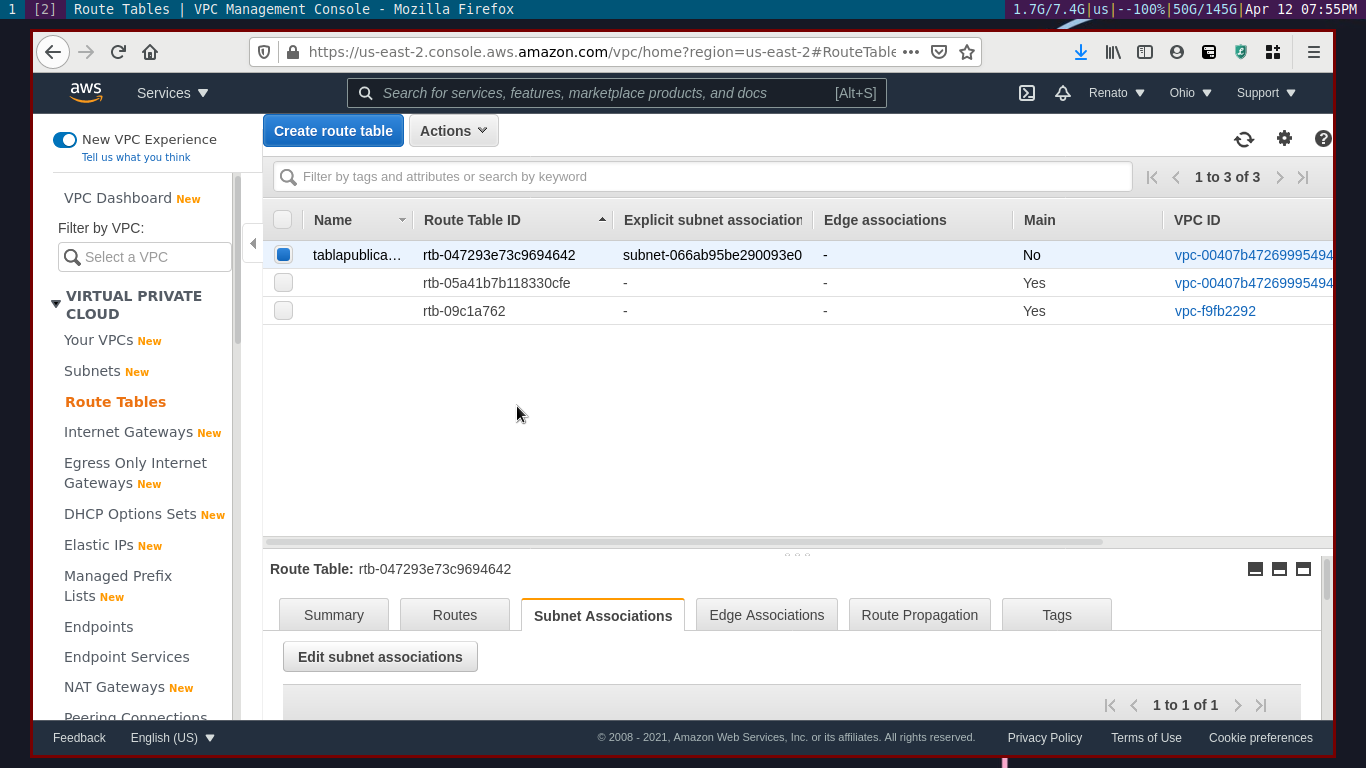 1 [2] Route Tables | VPC Management Console - Mozilla Firefox 1.7G/7.4G|us|--100%|50G/145G|Apr 12 07:55PM
https://us-east-2.console.aws.amazon.com/vpc/home?region=us-east-2#RouteTable
aws Services Search for services, features, marketplace products, and docs [Alt+S] Renato Ohio Support
New VPC Experience
Tell us what you think
Create route table Actions
Filter by tags and attributes or search by keyword 1 to 3 of 3
VPC Dashboard New
Filter by VPC:
Select a VPC
VIRTUAL PRIVATE
CLOUD
Your VPCs New
Subnets New
Route Tables
Internet Gateways New
Egress Only Internet
Gateways New
DHCP Options Sets New
Elastic IPs New
Managed Prefix
Lists New
Endpoints
Endpoint Services
NAT Gateways New
Peering Connections
Name Route Table ID Explicit subnet association Edge associations Main VPC ID
tablapublica… rtb-047293e73c9694642 subnet-066ab95be290093e0 - No vpc-00407b47269995494
rtb-05a41b7b118330cfe - - Yes vpc-00407b47269995494
rtb-09c1a762 - - Yes vpc-f9fb2292
Route Table: rtb-047293e73c9694642
Summary Routes Subnet Associations Edge Associations Route Propagation Tags
Edit subnet associations
1 to 1 of 1
Feedback English (US) © 2008 - 2021, Amazon Web Services, Inc. or its affiliates. All rights reserved. Privacy Policy Terms of Use Cookie preferences